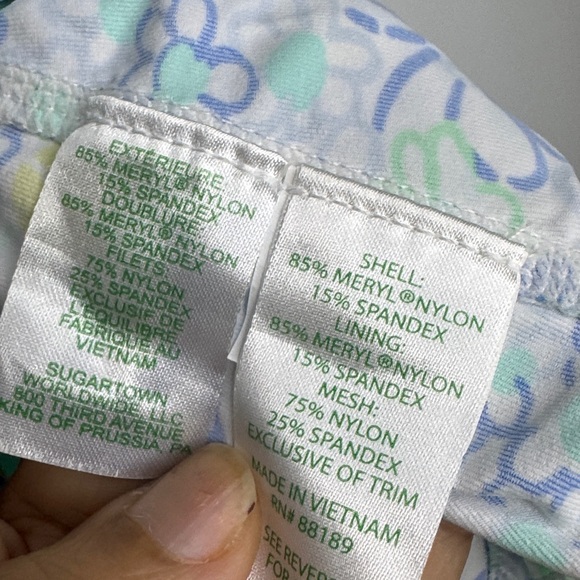 EXTÉRIEURE:
85% MERYL®NYLON
15% SPANDEX
DOUBLURE:
85% MERYL®NYLON
15% SPANDEX
FILETS:
75% NYLON
25% SPANDEX
EXCLUSIF DE
L'EQUILIBRE
FABRIQUE AU
VIETNAM
SUGARTOWN
WORLDWIDE, LLC
800 THIRD AVENUE
KING OF PRUSSIA, PA
SHELL:
85% MERYL®NYLON
15% SPANDEX
LINING:
85% MERYL®NYLON
15% SPANDEX
MESH:
75% NYLON
25% SPANDEX
EXCLUSIVE OF TRIM
MADE IN VIETNAM
RN# 88189
SEE REVERSE
FOR